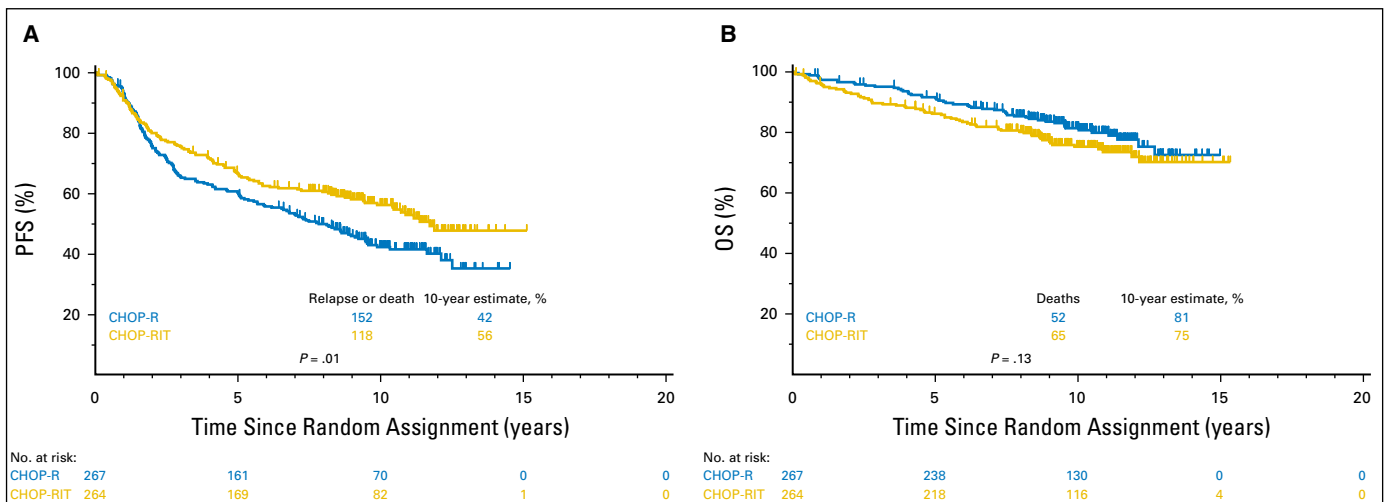 A
100
80
60
40
20
PFS (%)
Relapse or death 10-year estimate, %
CHOP-R 152 42
CHOP-RIT 118 56
P = .01
0 5 10 15 20
Time Since Random Assignment (years)
No. at risk:
CHOP-R 267 161 70 0 0
CHOP-RIT 264 169 82 1 0
B
100
80
60
40
20
OS (%)
Deaths 10-year estimate, %
CHOP-R 52 81
CHOP-RIT 65 75
P = .13
0 5 10 15 20
Time Since Random Assignment (years)
No. at risk:
CHOP-R 267 238 130 0 0
CHOP-RIT 264 218 116 4 0